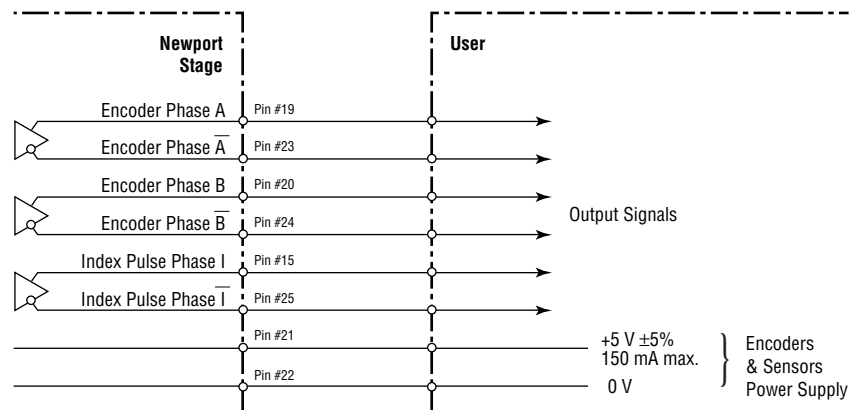 Newport
Stage
User
Encoder Phase A Pin #19
Encoder Phase A̅ Pin #23
Encoder Phase B Pin #20
Encoder Phase B̅ Pin #24
Output Signals
Index Pulse Phase I Pin #15
Index Pulse Phase I̅ Pin #25
Pin #21
+5 V ±5%
150 mA max.
Pin #22
0 V
Encoders
& Sensors
Power Supply